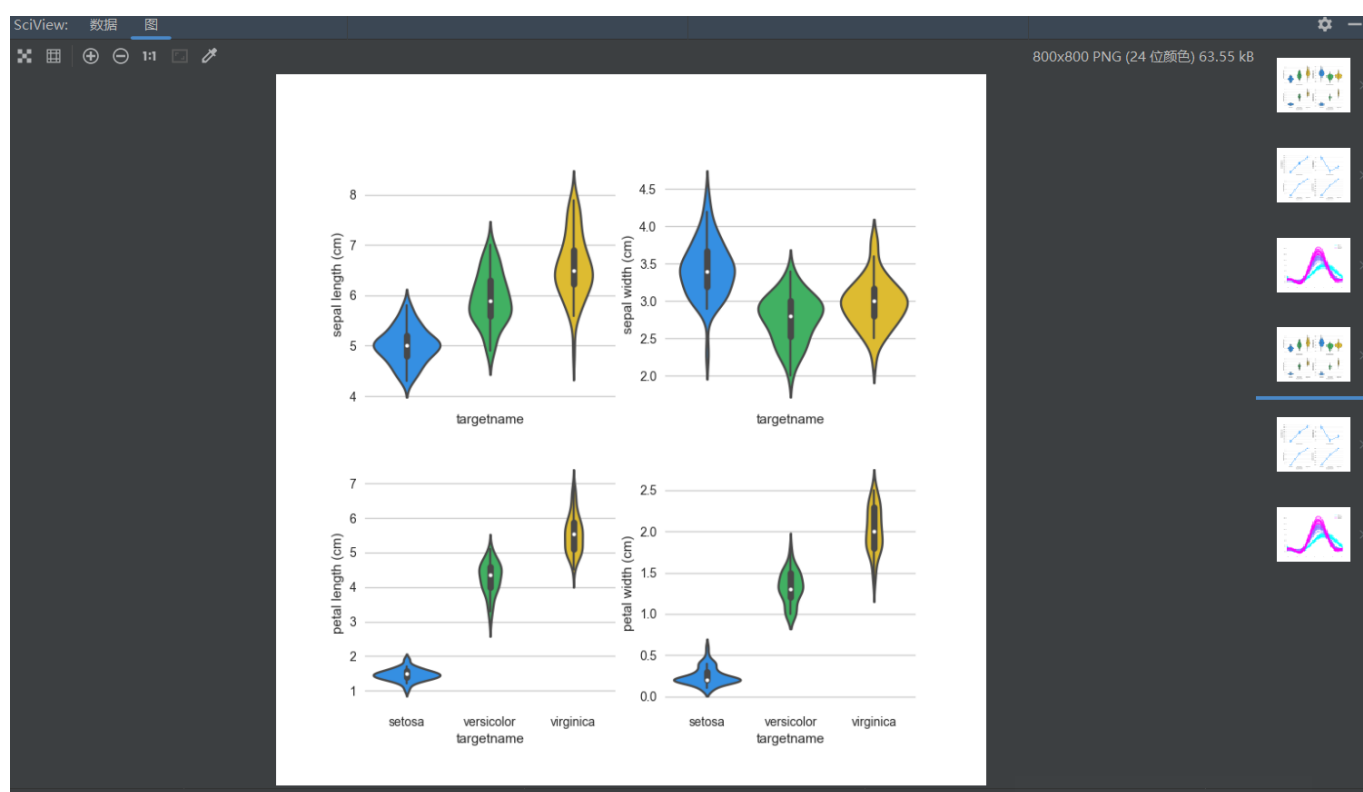 SciView: 数据 图
1:1
800x800 PNG (24 位颜色) 63.55 kB
8
7
6
5
4
sepal length (cm)
targetname
4.5
4.0
3.5
3.0
2.5
2.0
sepal width (cm)
targetname
7
6
5
4
3
2
1
petal length (cm)
setosa versicolor virginica
targetname
2.5
2.0
1.5
1.0
0.5
0.0
petal width (cm)
setosa versicolor virginica
targetname